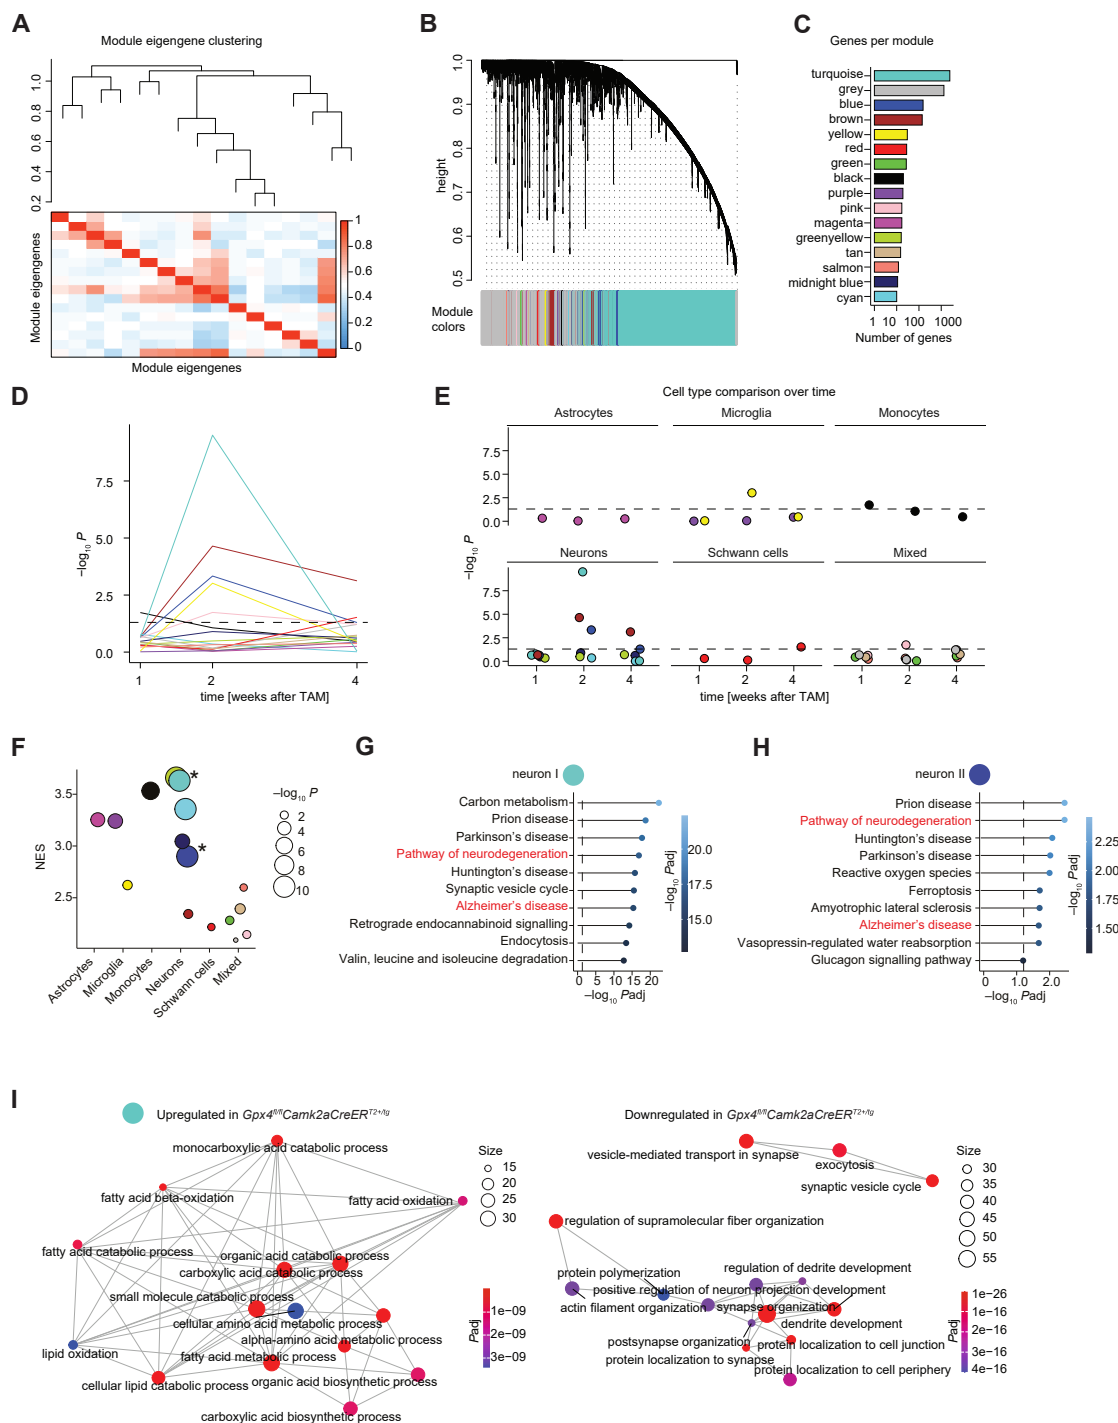 A
Module eigengene clustering
1.0
0.8
0.6
0.4
0.2
Module eigengenes
1
0.8
0.6
0.4
0.2
0
Module eigengenes
B
1.0
0.9
0.8
0.7
0.6
0.5
height
Module
colors
C
Genes per module
turquoise
grey
blue
brown
yellow
red
green
black
purple
pink
magenta
greenyellow
tan
salmon
midnight blue
cyan
1 10 100 1000
Number of genes
D
7.5
5.0
2.5
0.0
–log10 P
1 2 4
time [weeks after TAM]
E
Cell type comparison over time
Astrocytes Microglia Monocytes
7.5
5.0
2.5
0.0
–log10 P
Neurons Schwann cells Mixed
7.5
5.0
2.5
0.0
1 2 4 1 2 4 1 2 4
time [weeks after TAM] time [weeks after TAM]
F
3.5
3.0
2.5
NES
*
*
–log10 P
2
4
6
8
10
Astrocytes
Microglia
Monocytes
Neurons
Schwann cells
Mixed
G
neuron I
Carbon metabolism
Prion disease
Parkinson's disease
Pathway of neurodegeneration
Huntington's disease
Synaptic vesicle cycle
Alzheimer's disease
Retrograde endocannabinoid signalling
Endocytosis
Valin, leucine and isoleucine degradation
0 5 10 15 20
–log10 Padj
20.0
17.5
15.0
–log10 Padj
H
neuron II
Prion disease
Pathway of neurodegeneration
Huntington's disease
Parkinson's disease
Reactive oxygen species
Ferroptosis
Amyotrophic lateral sclerosis
Alzheimer's disease
Vasopressin-regulated water reabsorption
Glucagon signalling pathway
0 1.0 2.0
–log10 Padj
2.25
2.00
1.75
1.50
–log10 Padj
I
Upregulated in Gpx4fl/flCamk2aCreERT2+/tg
monocarboxylic acid catabolic process
fatty acid beta-oxidation
fatty acid oxidation
fatty acid catabolic process
organic acid catabolic process
carboxylic acid catabolic process
small molecule catabolic process
cellular amino acid metabolic process
alpha-amino acid metabolic process
lipid oxidation
fatty acid metabolic process
cellular lipid catabolic process
organic acid biosynthetic process
carboxylic acid biosynthetic process
Size
15
20
25
30
Padj
1e−09
2e−09
3e−09
Downregulated in Gpx4fl/flCamk2aCreERT2+/tg
vesicle-mediated transport in synapse
exocytosis
synaptic vesicle cycle
regulation of supramolecular fiber organization
regulation of dedrite development
protein polymerization
positive regulation of neuron projection development
actin filament organization
synapse organization
dendrite development
postsynapse organization
protein localization to cell junction
protein localization to synapse
protein localization to cell periphery
Size
30
35
40
45
50
55
Padj
1e−26
1e−16
2e−16
3e−16
4e−16